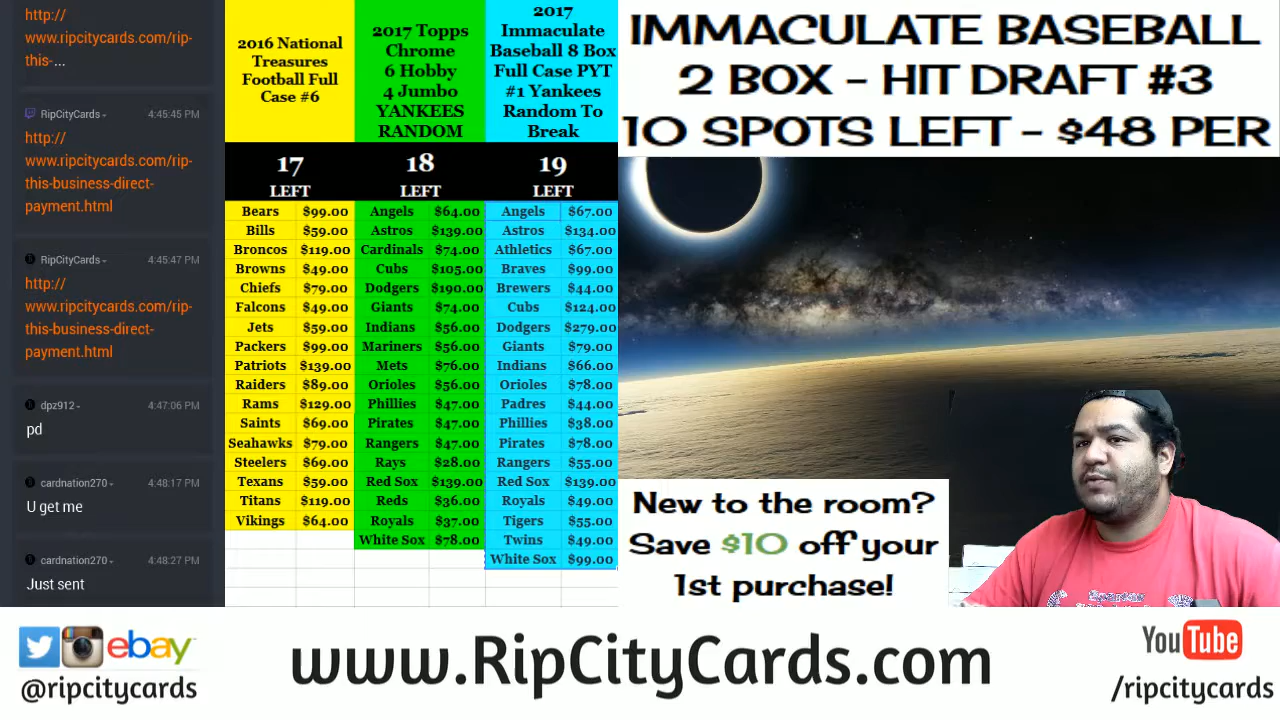 http://
www.ripcitycards.com/rip-
this-...
RipCityCards
4:45:45 PM
http://
www.ripcitycards.com/rip-
this-business-direct-
payment.html
RipCityCards
4:45:47 PM
http://
www.ripcitycards.com/rip-
this-business-direct-
payment.html
dpz912
4:47:06 PM
pd
cardnation270
4:48:17 PM
U get me
cardnation270
4:48:27 PM
Just sent
2016 National
Treasures
Football Full
Case #6
17
LEFT
Bears $99.00
Bills $59.00
Broncos $119.00
Browns $49.00
Chiefs $79.00
Falcons $49.00
Jets $59.00
Packers $99.00
Patriots $139.00
Raiders $89.00
Rams $129.00
Saints $69.00
Seahawks $79.00
Steelers $69.00
Texans $59.00
Titans $119.00
Vikings $64.00
2017 Topps
Chrome
6 Hobby
4 Jumbo
YANKEES
RANDOM
18
LEFT
Angels $64.00
Astros $139.00
Cardinals $74.00
Cubs $105.00
Dodgers $190.00
Giants $74.00
Indians $56.00
Mariners $56.00
Mets $76.00
Orioles $56.00
Phillies $47.00
Pirates $47.00
Rangers $47.00
Rays $28.00
Red Sox $139.00
Reds $36.00
Royals $37.00
White Sox $78.00
2017
Immaculate
Baseball 8 Box
Full Case PYT
#1 Yankees
Random To
Break
19
LEFT
Angels $67.00
Astros $134.00
Athletics $67.00
Braves $99.00
Brewers $44.00
Cubs $124.00
Dodgers $279.00
Giants $79.00
Indians $66.00
Orioles $78.00
Padres $44.00
Phillies $38.00
Pirates $78.00
Rangers $55.00
Red Sox $139.00
Royals $49.00
Tigers $55.00
Twins $49.00
White Sox $99.00
IMMACULATE BASEBALL
2 BOX - HIT DRAFT #3
10 SPOTS LEFT - $48 PER
New to the room?
Save $10 off your
1st purchase!
ebay
@ripcitycards
www.RipCityCards.com
YouTube
/ripcitycards